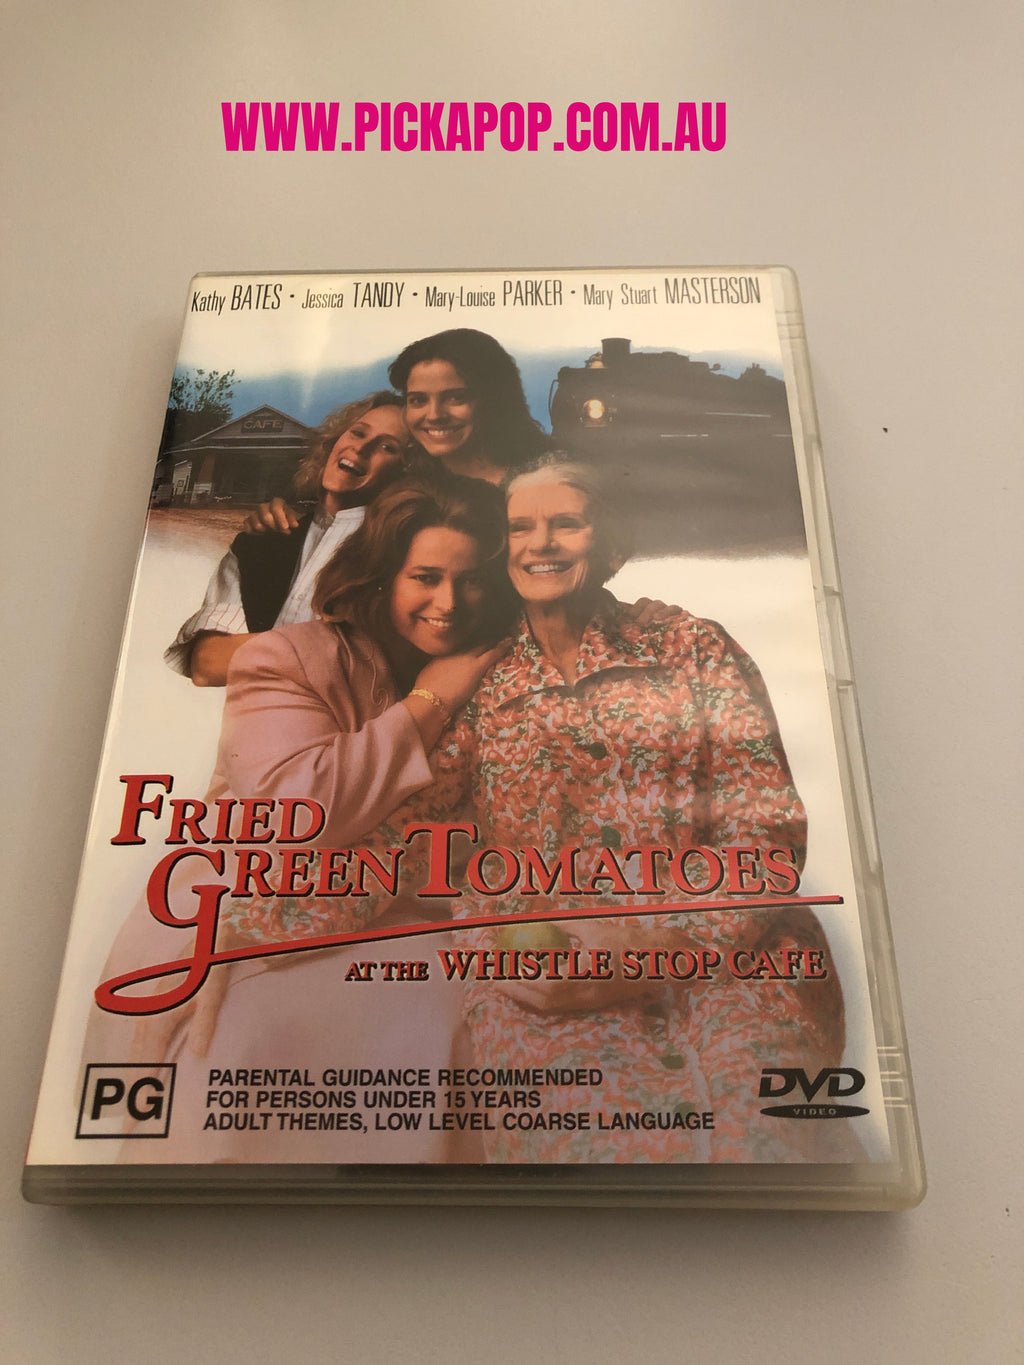 WWW.PICKAPOP.COM.AU
Kathy BATES · Jessica TANDY · Mary-Louise PARKER · Mary Stuart MASTERSON
CAFE
FRIED
GREEN TOMATOES
AT THE WHISTLE STOP CAFE
PG
PARENTAL GUIDANCE RECOMMENDED
FOR PERSONS UNDER 15 YEARS
ADULT THEMES, LOW LEVEL COARSE LANGUAGE
DVD
VIDEO